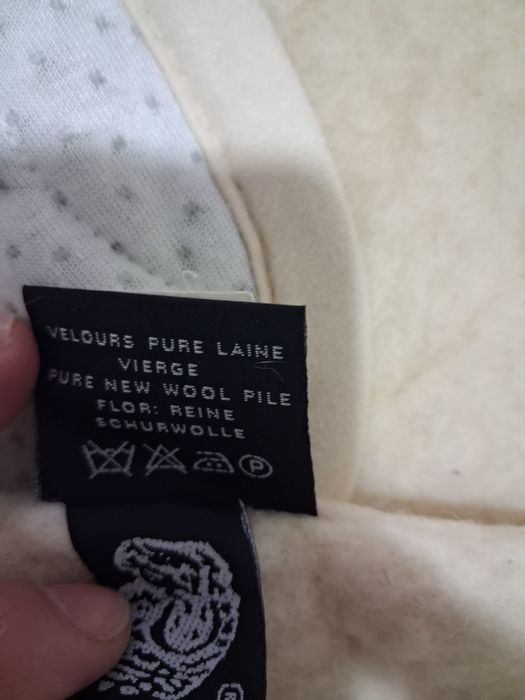 VELOURS PURE LAINE
VIERGE
PURE NEW WOOL PILE
FLOR: REINE
SCHURWOLLE
P
®